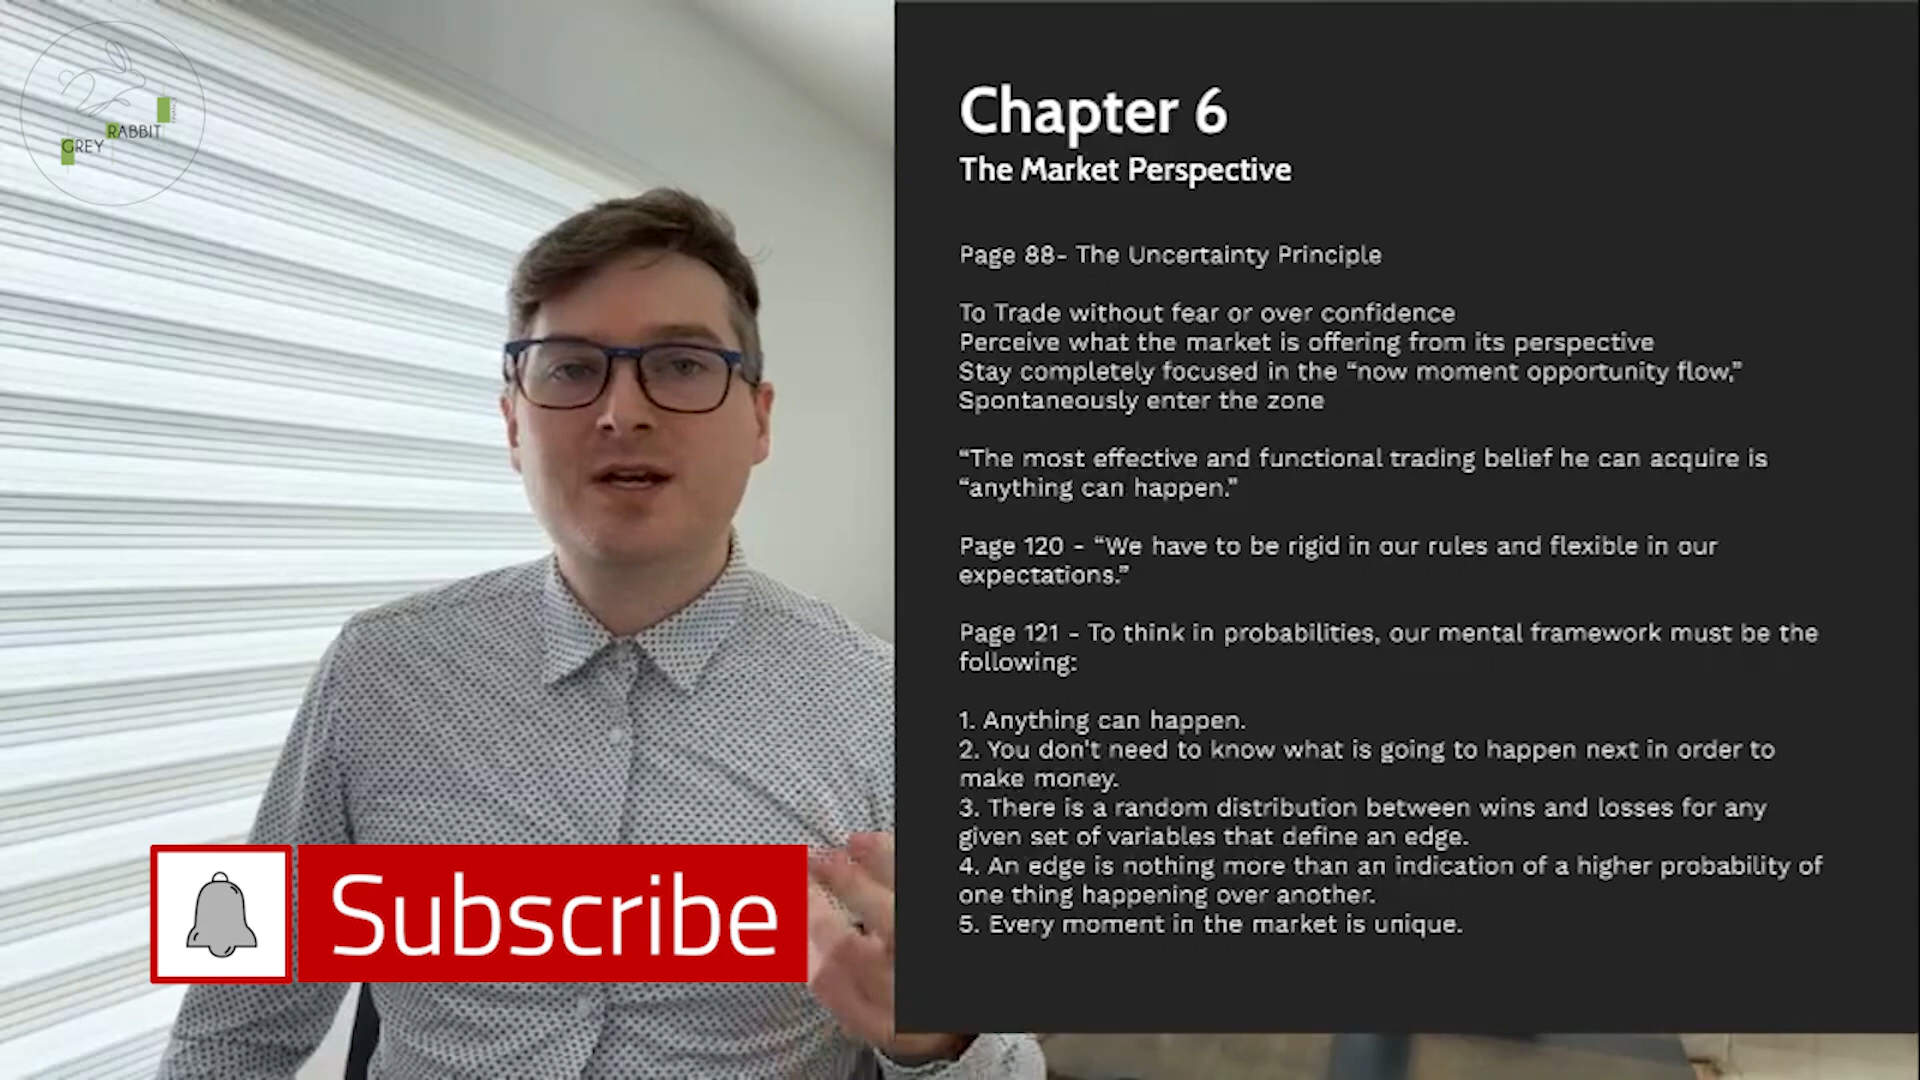 GREY
RABBIT
Chapter 6
The Market Perspective
Page 88- The Uncertainty Principle
To Trade without fear or over confidence
Perceive what the market is offering from its perspective
Stay completely focused in the “now moment opportunity flow,”
Spontaneously enter the zone
“The most effective and functional trading belief he can acquire is
“anything can happen.”
Page 120 - “We have to be rigid in our rules and flexible in our
expectations.”
Page 121 - To think in probabilities, our mental framework must be the
following:
1. Anything can happen.
2. You don't need to know what is going to happen next in order to
make money.
3. There is a random distribution between wins and losses for any
given set of variables that define an edge.
4. An edge is nothing more than an indication of a higher probability of
one thing happening over another.
5. Every moment in the market is unique.
Subscribe